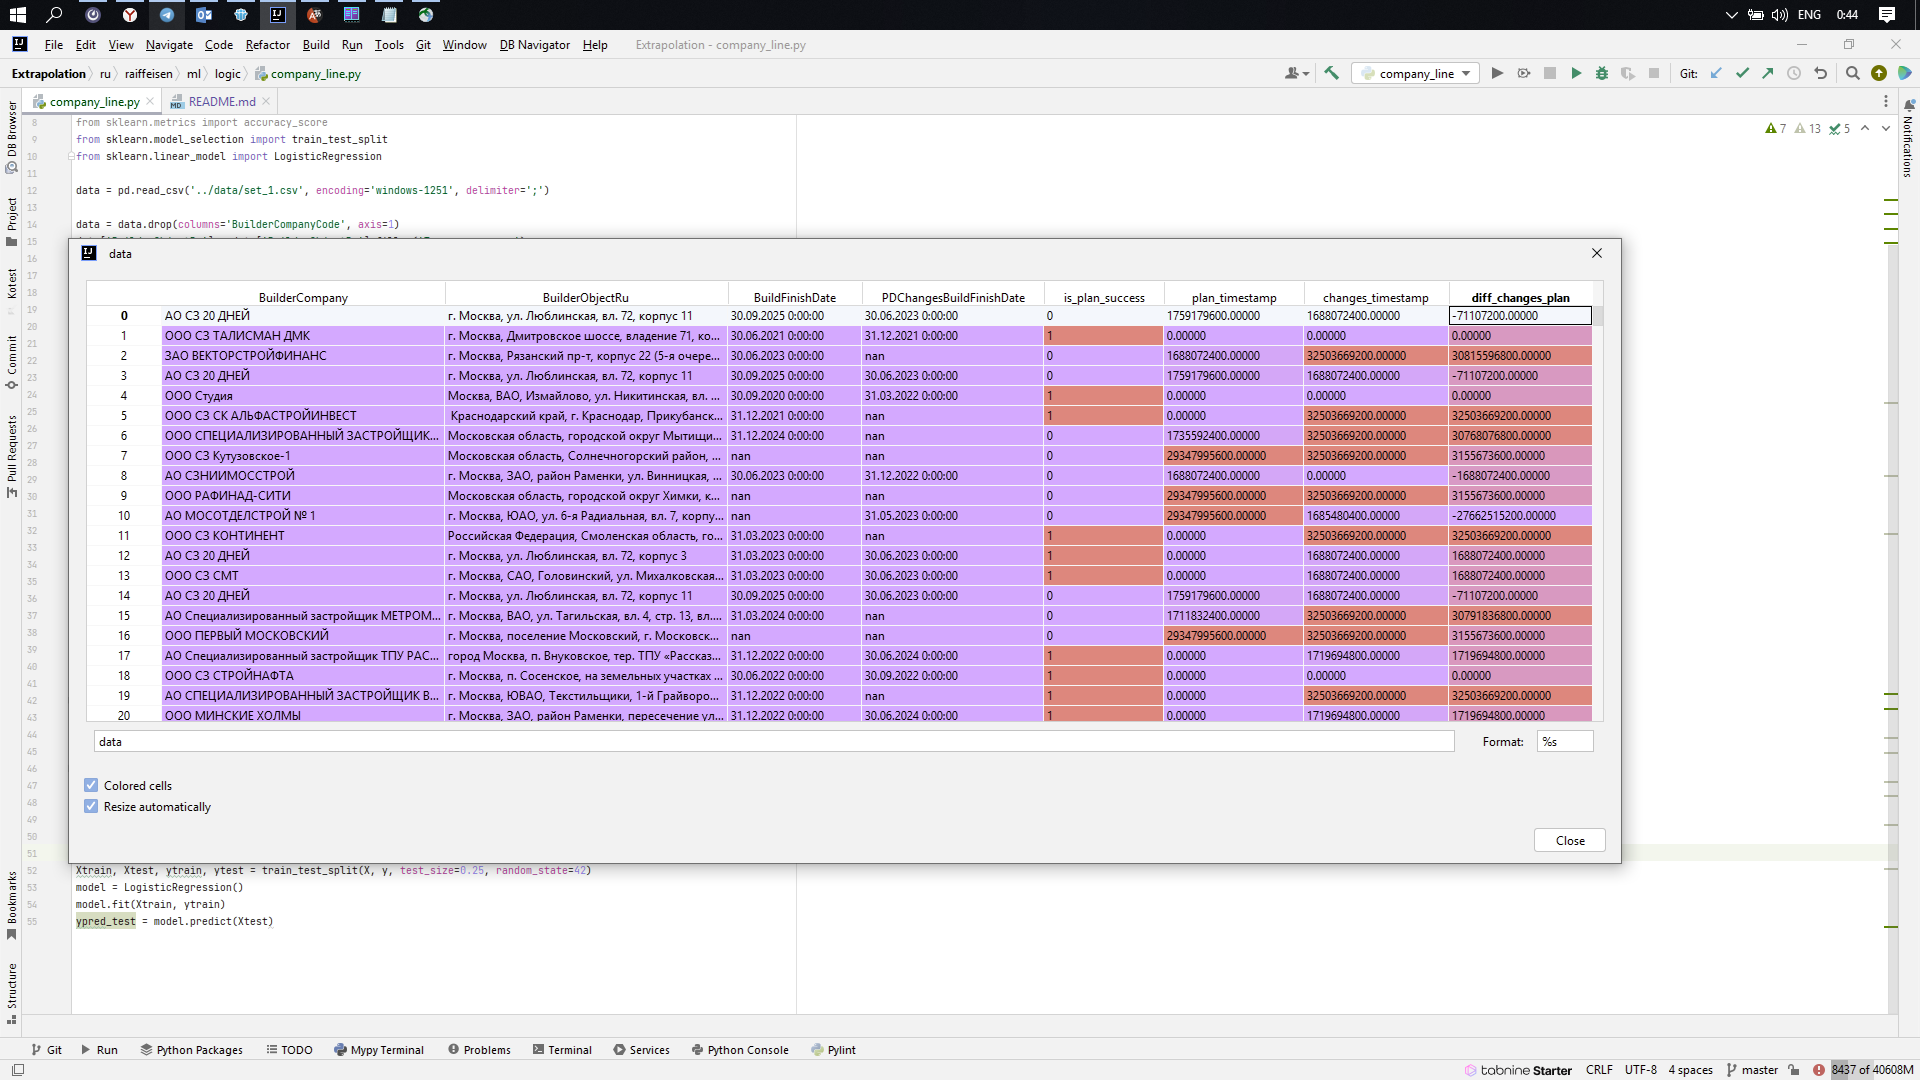 ENG 0:44
File Edit View Navigate Code Refactor Build Run Tools Git Window DB Navigator Help Extrapolation - company_line.py
Extrapolation ru raiffeisen ml logic company_line.py company_line Git:
company_line.py README.md
8 from sklearn.metrics import accuracy_score
9 from sklearn.model_selection import train_test_split
10 from sklearn.linear_model import LogisticRegression
11
12 data = pd.read_csv('../data/set_1.csv', encoding='windows-1251', delimiter=';')
13
14 data = data.drop(columns='BuilderCompanyCode', axis=1)
7 13 5
data
BuilderCompany BuilderObjectRu BuildFinishDate PDChangesBuildFinishDate is_plan_success plan_timestamp changes_timestamp diff_changes_plan
0 АО СЗ 20 ДНЕЙ г. Москва, ул. Люблинская, вл. 72, корпус 11 30.09.2025 0:00:00 30.06.2023 0:00:00 0 1759179600.00000 1688072400.00000 -71107200.00000
1 ООО СЗ ТАЛИСМАН ДМК г. Москва, Дмитровское шоссе, владение 71, ко... 30.06.2021 0:00:00 31.12.2021 0:00:00 1 0.00000 0.00000 0.00000
2 ЗАО ВЕКТОРСТРОЙФИНАНС г. Москва, Рязанский пр-т, корпус 22 (5-я очере... 30.06.2023 0:00:00 nan 0 1688072400.00000 32503669200.00000 30815596800.00000
3 АО СЗ 20 ДНЕЙ г. Москва, ул. Люблинская, вл. 72, корпус 11 30.09.2025 0:00:00 30.06.2023 0:00:00 0 1759179600.00000 1688072400.00000 -71107200.00000
4 ООО Студия Москва, ВАО, Измайлово, ул. Никитинская, вл. ... 30.09.2020 0:00:00 31.03.2022 0:00:00 1 0.00000 0.00000 0.00000
5 ООО СЗ СК АЛЬФАСТРОЙИНВЕСТ Краснодарский край, г. Краснодар, Прикубанск... 31.12.2021 0:00:00 nan 1 0.00000 32503669200.00000 32503669200.00000
6 ООО СПЕЦИАЛИЗИРОВАННЫЙ ЗАСТРОЙЩИК... Московская область, городской округ Мытищи... 31.12.2024 0:00:00 nan 0 1735592400.00000 32503669200.00000 30768076800.00000
7 ООО СЗ Кутузовское-1 Московская область, Солнечногорский район, ... nan nan 0 29347995600.00000 32503669200.00000 3155673600.00000
8 АО СЗНИИМОССТРОЙ г. Москва, ЗАО, район Раменки, ул. Винницкая, ... 30.06.2023 0:00:00 31.12.2022 0:00:00 0 1688072400.00000 0.00000 -1688072400.00000
9 ООО РАФИНАД-СИТИ Московская область, городской округ Химки, к... nan nan 0 29347995600.00000 32503669200.00000 3155673600.00000
10 АО МОСОТДЕЛСТРОЙ № 1 г. Москва, ЮАО, ул. 6-я Радиальная, вл. 7, корпу... nan 31.05.2023 0:00:00 0 29347995600.00000 1685480400.00000 -27662515200.00000
11 ООО СЗ КОНТИНЕНТ Российская Федерация, Смоленская область, го... 31.03.2023 0:00:00 nan 1 0.00000 32503669200.00000 32503669200.00000
12 АО СЗ 20 ДНЕЙ г. Москва, ул. Люблинская, вл. 72, корпус 3 31.03.2023 0:00:00 30.06.2023 0:00:00 1 0.00000 1688072400.00000 1688072400.00000
13 ООО СЗ СМТ г. Москва, САО, Головинский, ул. Михалковская... 31.03.2023 0:00:00 30.06.2023 0:00:00 1 0.00000 1688072400.00000 1688072400.00000
14 АО СЗ 20 ДНЕЙ г. Москва, ул. Люблинская, вл. 72, корпус 11 30.09.2025 0:00:00 30.06.2023 0:00:00 0 1759179600.00000 1688072400.00000 -71107200.00000
15 АО Специализированный застройщик МЕТРОМ... г. Москва, ВАО, ул. Тагильская, вл. 4, стр. 13, вл.... 31.03.2024 0:00:00 nan 0 1711832400.00000 32503669200.00000 30791836800.00000
16 ООО ПЕРВЫЙ МОСКОВСКИЙ г. Москва, поселение Московский, г. Московск... nan nan 0 29347995600.00000 32503669200.00000 3155673600.00000
17 АО Специализированный застройщик ТПУ РАС... город Москва, п. Внуковское, тер. ТПУ «Рассказ... 31.12.2022 0:00:00 30.06.2024 0:00:00 1 0.00000 1719694800.00000 1719694800.00000
18 ООО СЗ СТРОЙНАФТА г. Москва, п. Сосенское, на земельных участках ... 30.06.2022 0:00:00 30.09.2022 0:00:00 1 0.00000 0.00000 0.00000
19 АО СПЕЦИАЛИЗИРОВАННЫЙ ЗАСТРОЙЩИК В... г. Москва, ЮВАО, Текстильщики, 1-й Грайворо... 31.12.2022 0:00:00 nan 1 0.00000 32503669200.00000 32503669200.00000
20 ООО МИНСКИЕ ХОЛМЫ г. Москва, ЗАО, район Раменки, пересечение ул... 31.12.2022 0:00:00 30.06.2024 0:00:00 1 0.00000 1719694800.00000 1719694800.00000
data Format: %s
Colored cells
Resize automatically
Close
52 Xtrain, Xtest, ytrain, ytest = train_test_split(X, y, test_size=0.25, random_state=42)
53 model = LogisticRegression()
54 model.fit(Xtrain, ytrain)
55 ypred_test = model.predict(Xtest)
DB Browser
Project
Kotest
Commit
Pull Requests
Bookmarks
Structure
Notifications
Git Run Python Packages TODO Mypy Terminal Problems Terminal Services Python Console Pylint
tabnine Starter CRLF UTF-8 4 spaces master 8437 of 40608M